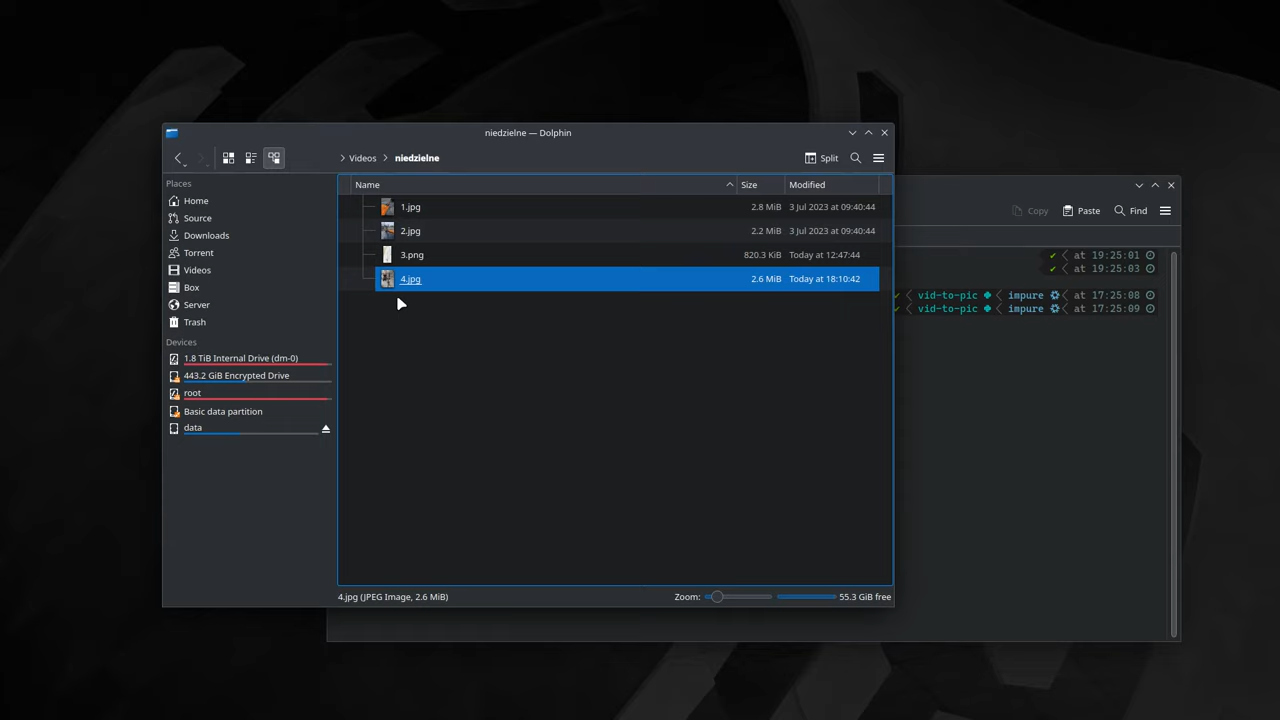 niedzielne — Dolphin
Videos niedzielne Split
Places
Home
Source
Downloads
Torrent
Videos
Box
Server
Trash
Devices
1.8 TiB Internal Drive (dm-0)
443.2 GiB Encrypted Drive
root
Basic data partition
data
Name Size Modified
1.jpg 2.8 MiB 3 Jul 2023 at 09:40:44
2.jpg 2.2 MiB 3 Jul 2023 at 09:40:44
3.png 820.3 KiB Today at 12:47:44
4.jpg 2.6 MiB Today at 18:10:42
4.jpg (JPEG Image, 2.6 MiB) Zoom: 55.3 GiB free
Copy Paste Find
at 19:25:01
at 19:25:03
vid-to-pic impure at 17:25:08
vid-to-pic impure at 17:25:09